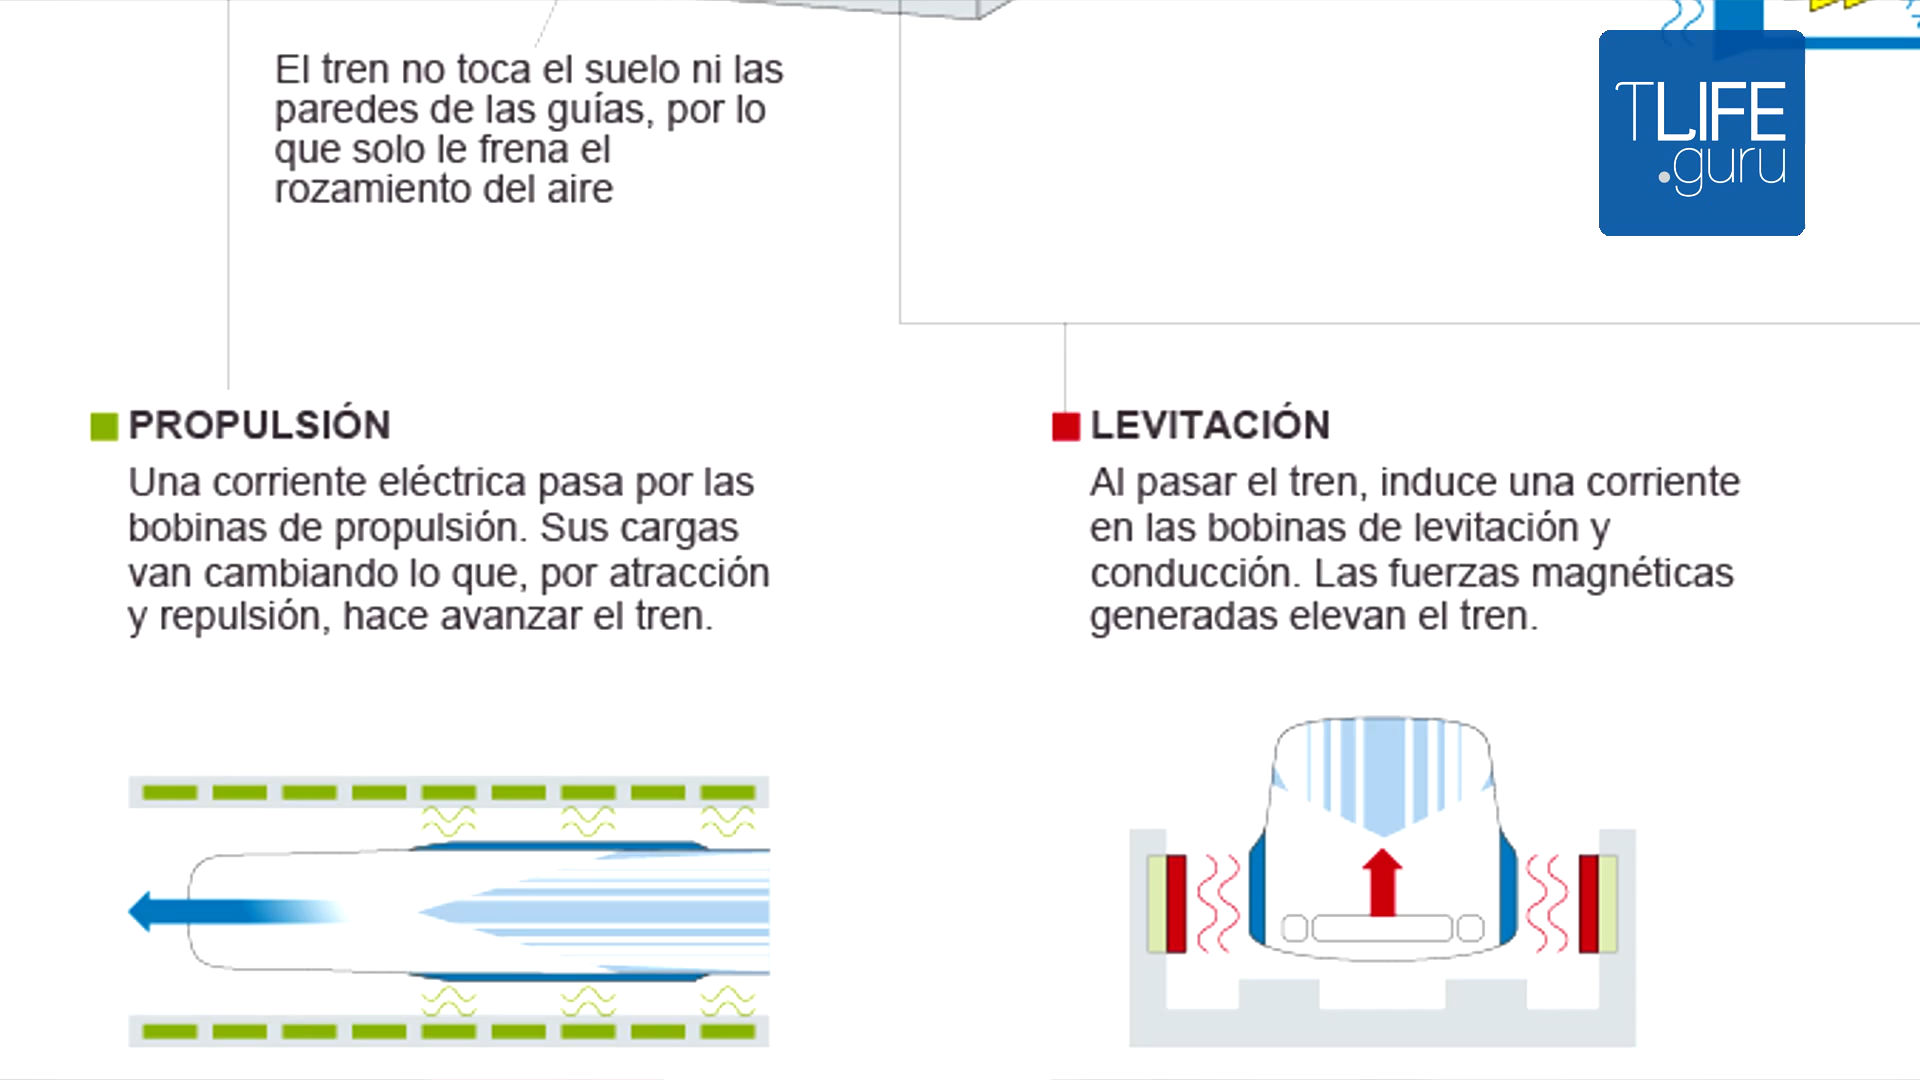 El tren no toca el suelo ni las
paredes de las guías, por lo
que solo le frena el
rozamiento del aire
TLIFE
.guru
PROPULSIÓN
Una corriente eléctrica pasa por las
bobinas de propulsión. Sus cargas
van cambiando lo que, por atracción
y repulsión, hace avanzar el tren.
LEVITACIÓN
Al pasar el tren, induce una corriente
en las bobinas de levitación y
conducción. Las fuerzas magnéticas
generadas elevan el tren.